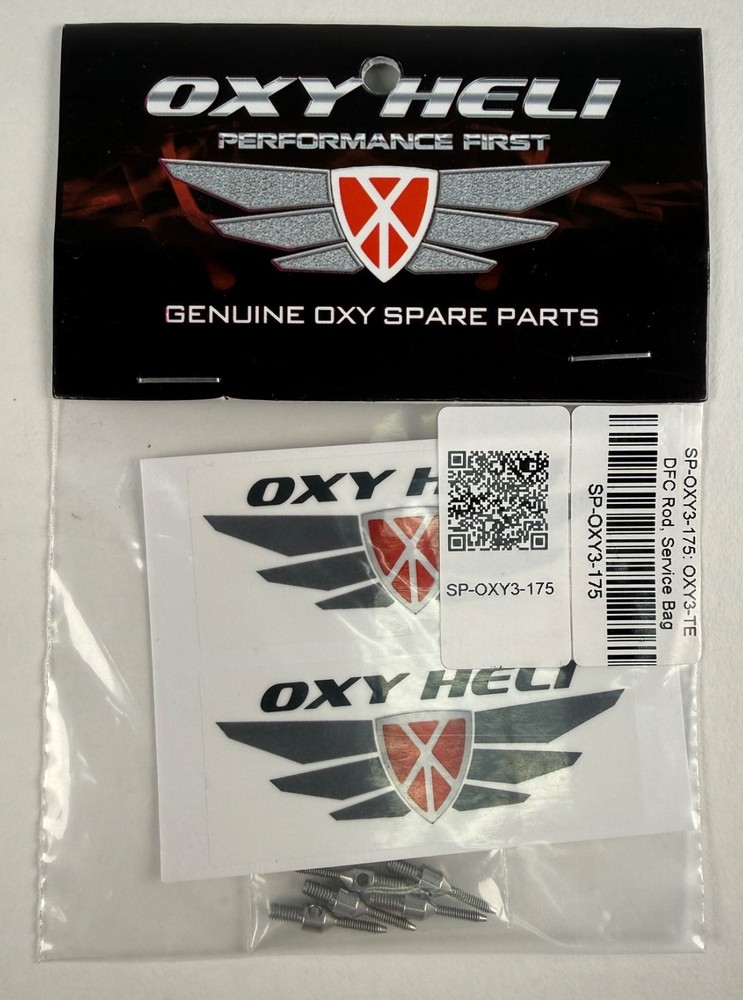 OXY HELI
PERFORMANCE FIRST
GENUINE OXY SPARE PARTS
OXY H
SP-OXY3-175
SP-OXY3-175: OXY3-TE
DFC Rod, Service Bag
SP-OXY3-175
OXY HELI